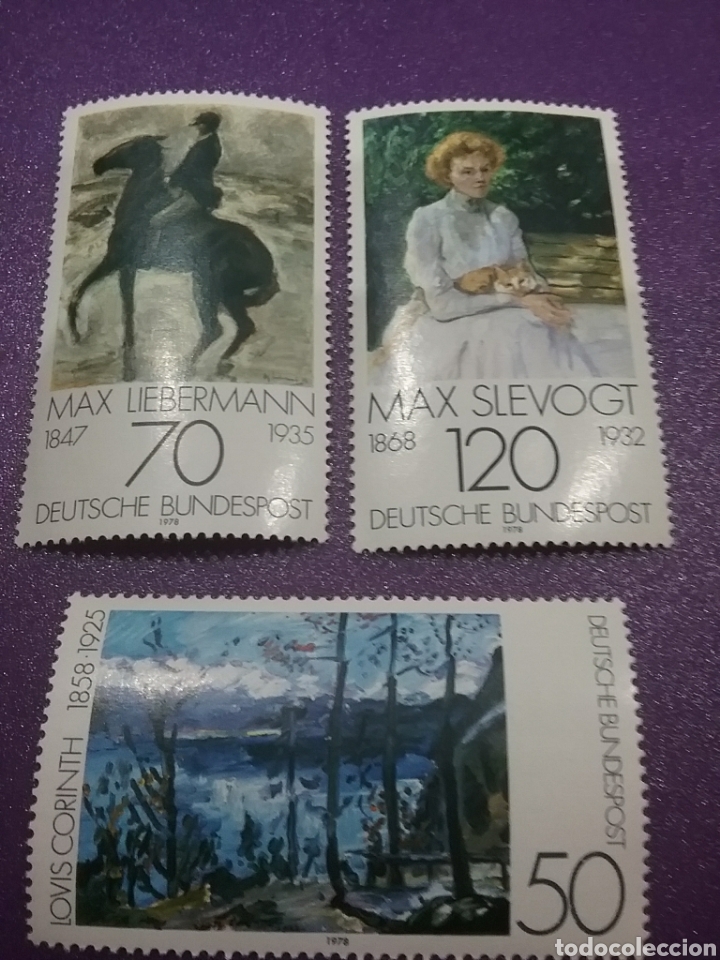 MAX LIEBERMANN
1847 70 1935
DEUTSCHE BUNDESPOST
1978
MAX SLEVOGT
1868 120 1932
DEUTSCHE BUNDESPOST
1978
LOVIS CORINTH 1858·1925
DEUTSCHE BUNDESPOST
50
1978
todocoleccion